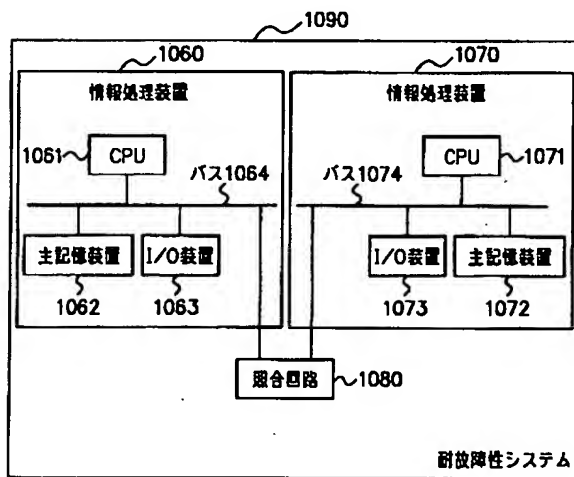 1090
1060
1070
情報処理装置
情報処理装置
1061
CPU
CPU
1071
バス1064
バス1074
主記憶装置
I/O装置
I/O装置
主記憶装置
1062
1063
1073
1072
照合回路
1080
耐故障性システム